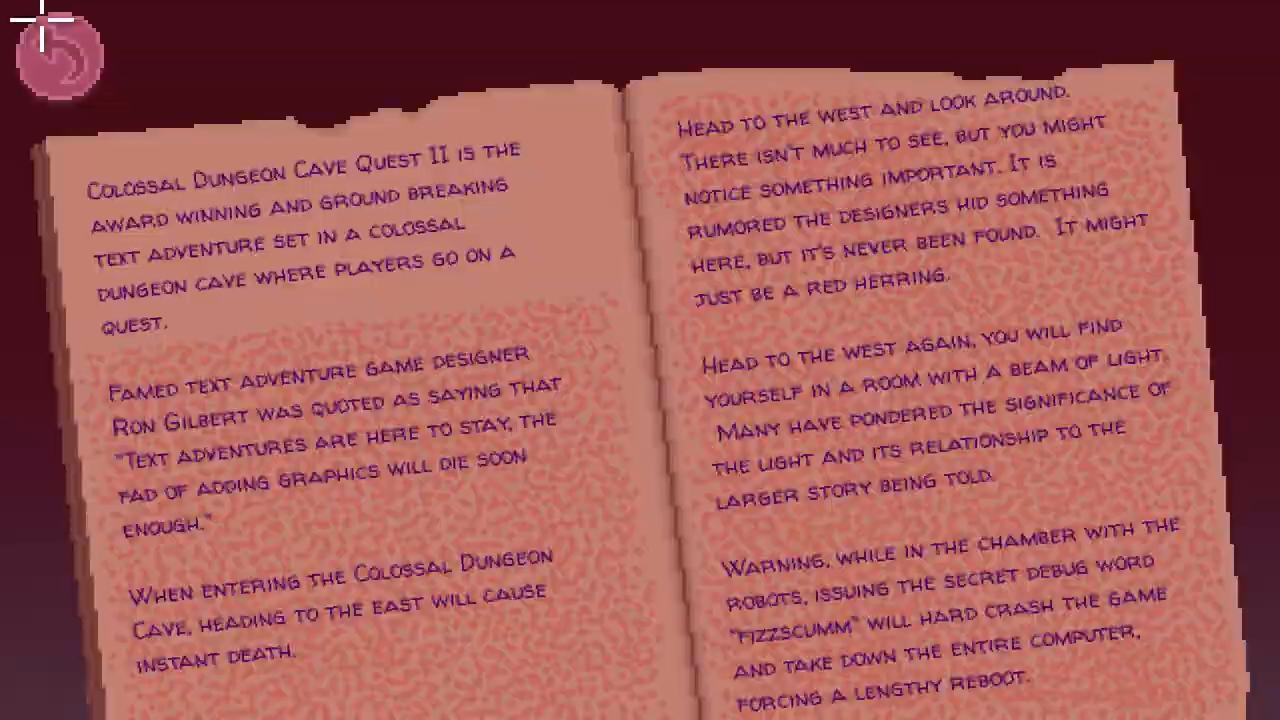 Colossal Dungeon Cave Quest II is the
award winning and ground breaking
text adventure set in a colossal
dungeon cave where players go on a
quest.
Famed text adventure game designer
Ron Gilbert was quoted as saying that
"Text adventures are here to stay, the
fad of adding graphics will die soon
enough."
When entering the Colossal Dungeon
Cave, heading to the east will cause
instant death.
Head to the west and look around.
There isn't much to see, but you might
notice something important. It is
rumored the designers hid something
here, but it's never been found. It might
just be a red herring.
Head to the west again, you will find
yourself in a room with a beam of light.
Many have pondered the significance of
the light and its relationship to the
larger story being told.
Warning, while in the chamber with the
robots, issuing the secret debug word
"fizzscumm" will hard crash the game
and take down the entire computer,
forcing a lengthy reboot.